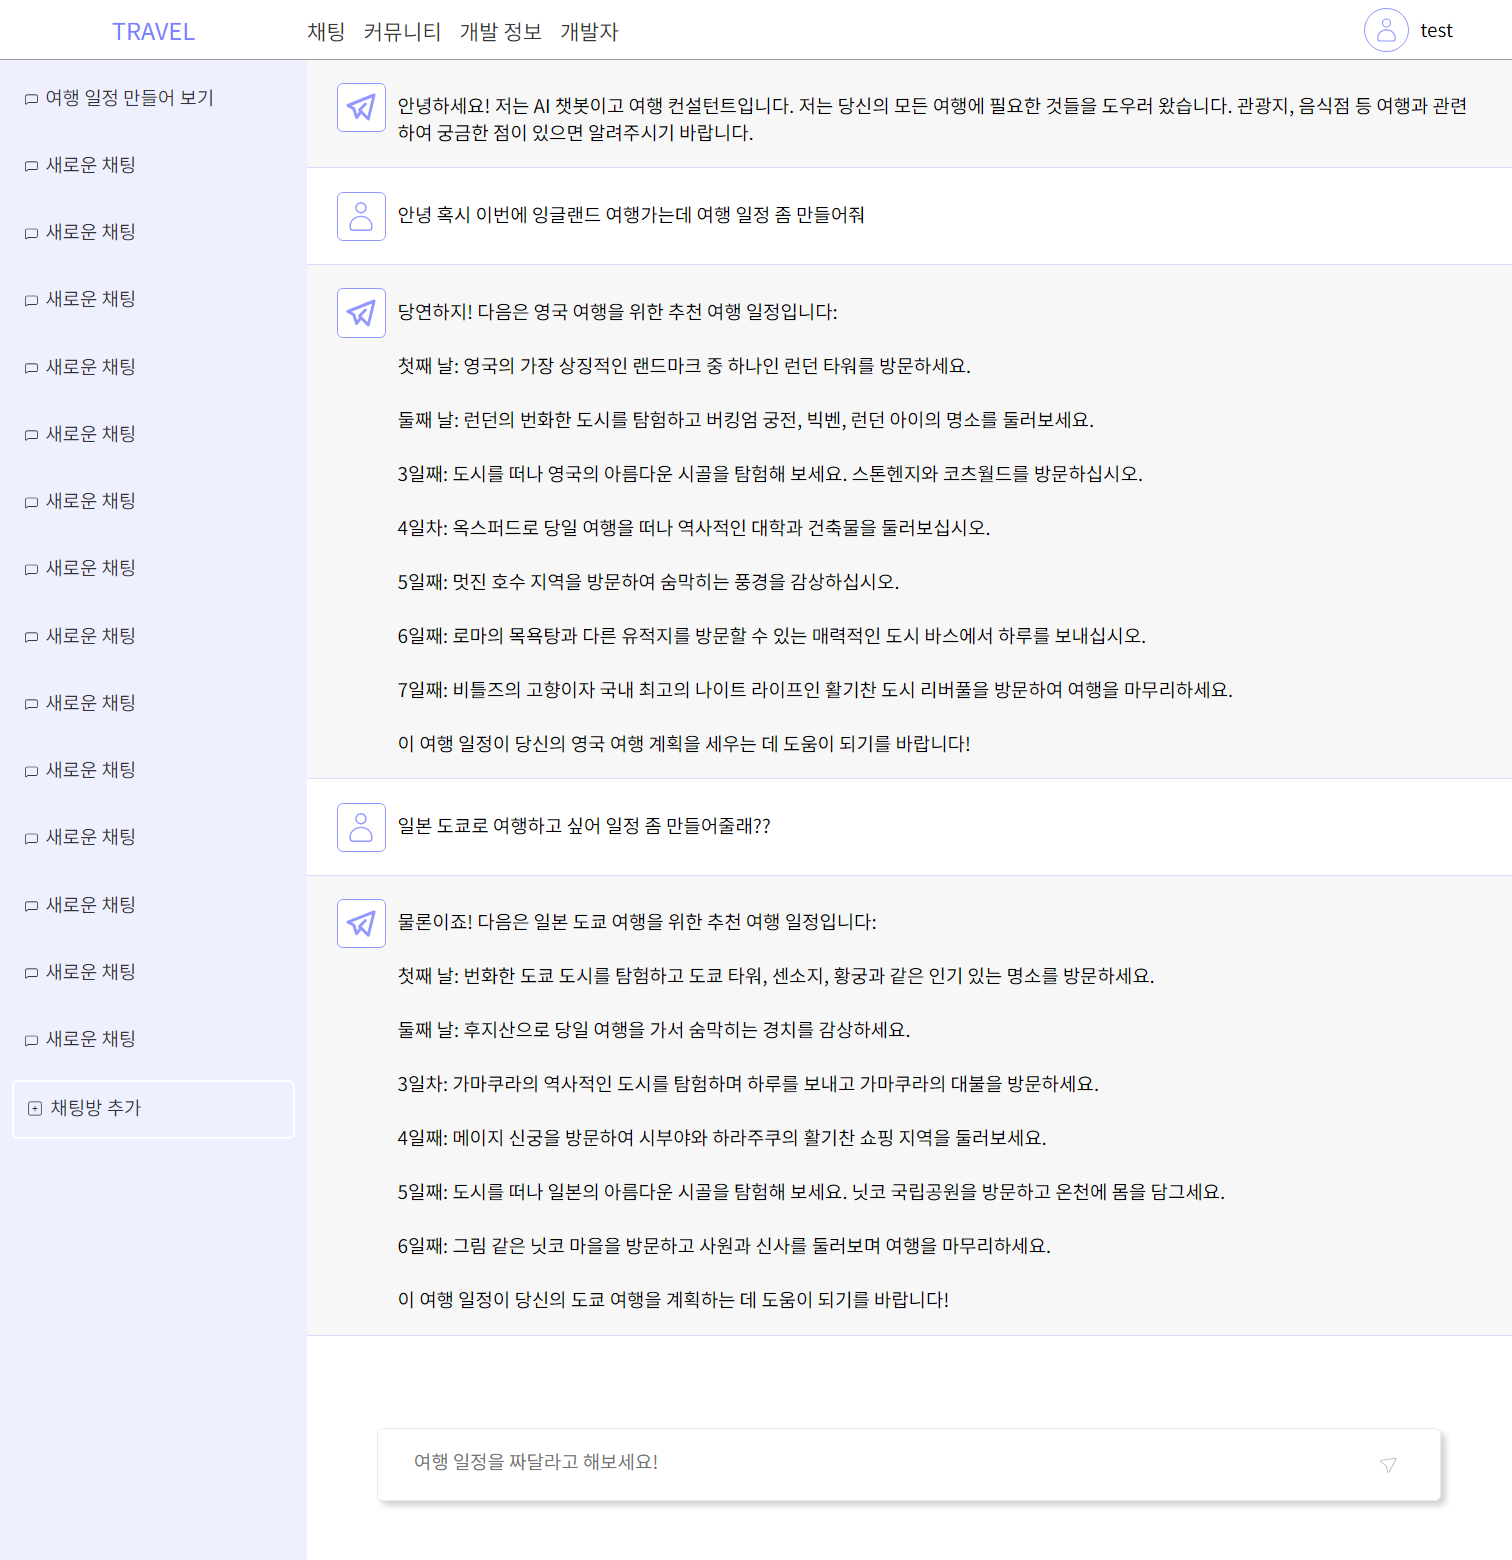 TRAVEL
채팅 커뮤니티 개발 정보 개발자
test
여행 일정 만들어 보기
새로운 채팅
새로운 채팅
새로운 채팅
새로운 채팅
새로운 채팅
새로운 채팅
새로운 채팅
새로운 채팅
새로운 채팅
새로운 채팅
새로운 채팅
새로운 채팅
새로운 채팅
새로운 채팅
채팅방 추가
안녕하세요! 저는 AI 챗봇이고 여행 컨설턴트입니다. 저는 당신의 모든 여행에 필요한 것들을 도우러 왔습니다. 관광지, 음식점 등 여행과 관련
하여 궁금한 점이 있으면 알려주시기 바랍니다.
안녕 혹시 이번에 잉글랜드 여행가는데 여행 일정 좀 만들어줘
당연하지! 다음은 영국 여행을 위한 추천 여행 일정입니다:
첫째 날: 영국의 가장 상징적인 랜드마크 중 하나인 런던 타워를 방문하세요.
둘째 날: 런던의 번화한 도시를 탐험하고 버킹엄 궁전, 빅벤, 런던 아이의 명소를 둘러보세요.
3일째: 도시를 떠나 영국의 아름다운 시골을 탐험해 보세요. 스톤헨지와 코츠월드를 방문하십시오.
4일차: 옥스퍼드로 당일 여행을 떠나 역사적인 대학과 건축물을 둘러보십시오.
5일째: 멋진 호수 지역을 방문하여 숨막히는 풍경을 감상하십시오.
6일째: 로마의 목욕탕과 다른 유적지를 방문할 수 있는 매력적인 도시 바스에서 하루를 보내십시오.
7일째: 비틀즈의 고향이자 국내 최고의 나이트 라이프인 활기찬 도시 리버풀을 방문하여 여행을 마무리하세요.
이 여행 일정이 당신의 영국 여행 계획을 세우는 데 도움이 되기를 바랍니다!
일본 도쿄로 여행하고 싶어 일정 좀 만들어줄래??
물론이죠! 다음은 일본 도쿄 여행을 위한 추천 여행 일정입니다:
첫째 날: 번화한 도쿄 도시를 탐험하고 도쿄 타워, 센소지, 황궁과 같은 인기 있는 명소를 방문하세요.
둘째 날: 후지산으로 당일 여행을 가서 숨막히는 경치를 감상하세요.
3일차: 가마쿠라의 역사적인 도시를 탐험하며 하루를 보내고 가마쿠라의 대불을 방문하세요.
4일째: 메이지 신궁을 방문하여 시부야와 하라주쿠의 활기찬 쇼핑 지역을 둘러보세요.
5일째: 도시를 떠나 일본의 아름다운 시골을 탐험해 보세요. 닛코 국립공원을 방문하고 온천에 몸을 담그세요.
6일째: 그림 같은 닛코 마을을 방문하고 사원과 신사를 둘러보며 여행을 마무리하세요.
이 여행 일정이 당신의 도쿄 여행을 계획하는 데 도움이 되기를 바랍니다!
여행 일정을 짜달라고 해보세요!